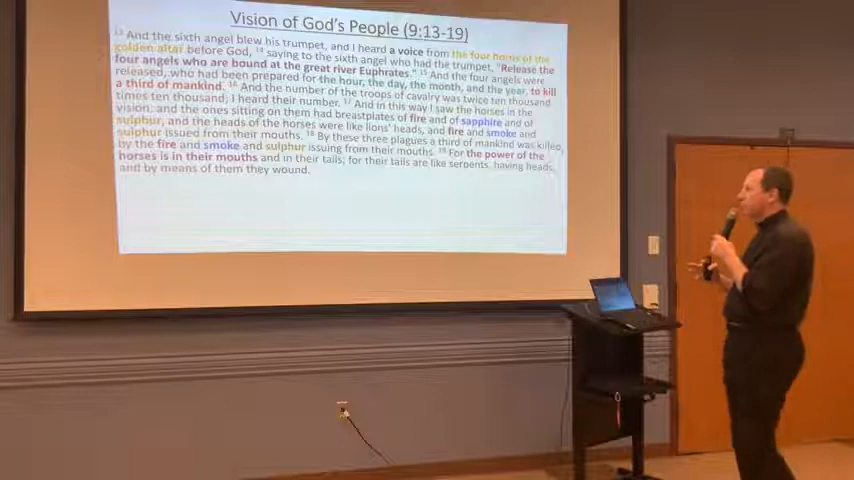 Vision of God's People (9:13-19)
13 And the sixth angel blew his trumpet, and I heard a voice from the four horns of the
golden altar before God, 14 saying to the sixth angel who had the trumpet, "Release the
four angels who are bound at the great river Euphrates." 15 And the four angels were
released, who had been prepared for the hour, the day, the month, and the year, to kill
a third of mankind. 16 And the number of the troops of cavalry was twice ten thousand
times ten thousand; I heard their number. 17 And in this way I saw the horses in the
vision: and the ones sitting on them had breastplates of fire and of sapphire and of
sulphur, and the heads of the horses were like lions' heads, and fire and smoke and
sulphur issued from their mouths. 18 By these three plagues a third of mankind was killed,
by the fire and smoke and sulphur issuing from their mouths. 19 For the power of the
horses is in their mouths and in their tails; for their tails are like serpents, having heads,
and by means of them they wound.